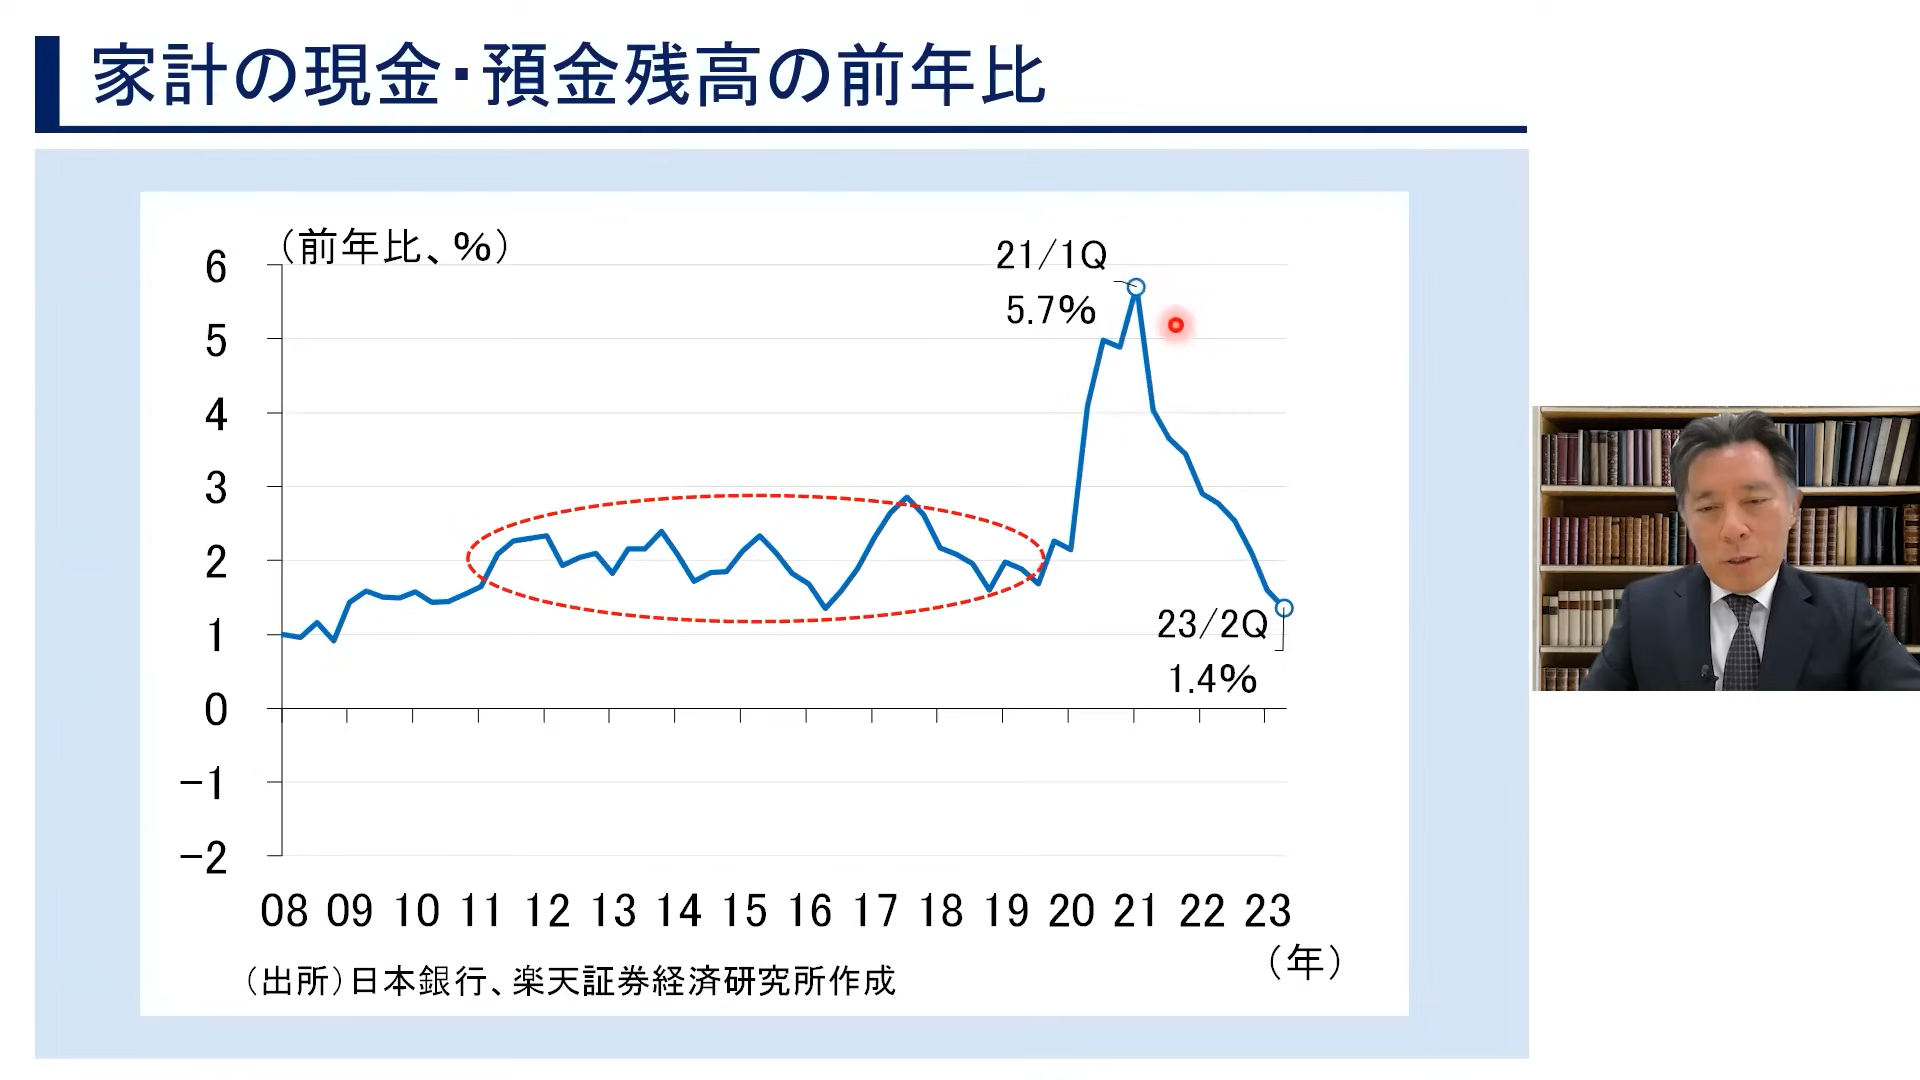 家計の現金・預金残高の前年比
（前年比、%）
6
5
4
3
2
1
0
-1
-2
21/1Q
5.7%
23/2Q
1.4%
08 09 10 11 12 13 14 15 16 17 18 19 20 21 22 23
（年）
（出所）日本銀行、楽天証券経済研究所作成